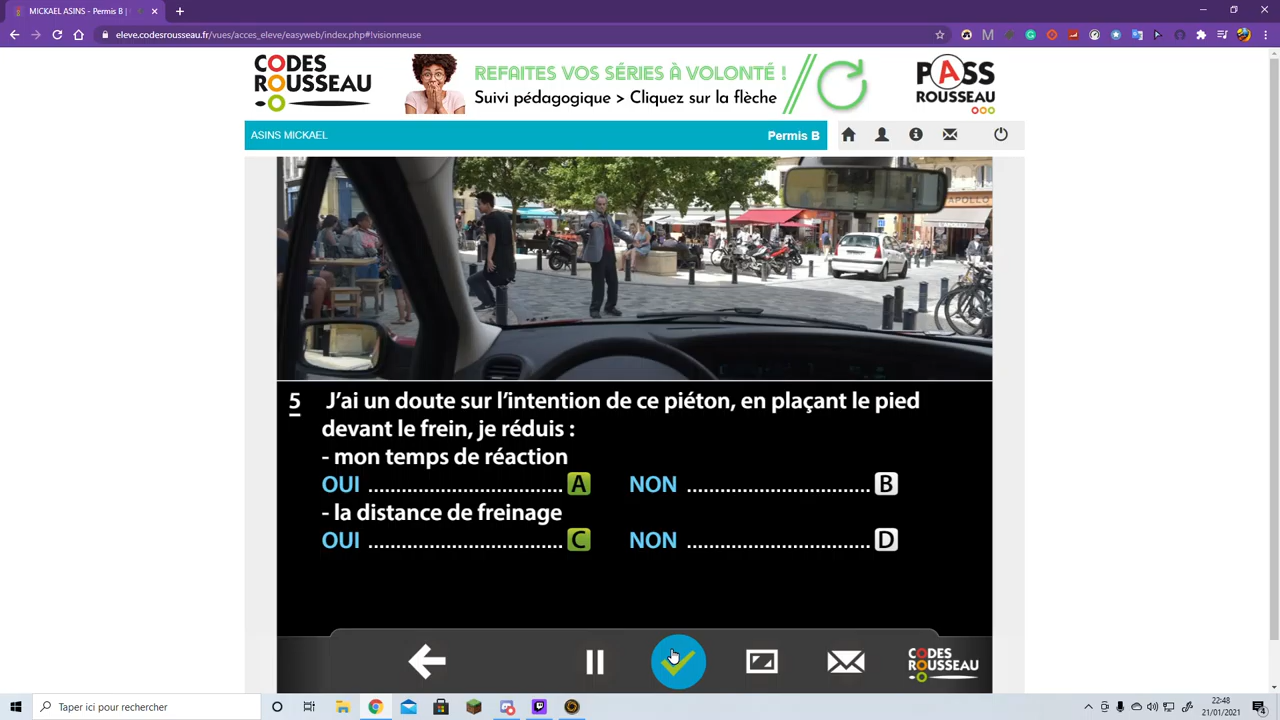 MICKAEL ASINS - Permis B |
eleve.codesrousseau.fr/vues/acces_eleve/easyweb/index.php#!visionneuse
CODES
ROUSSEAU
REFAITES VOS SÉRIES À VOLONTÉ !
Suivi pédagogique > Cliquez sur la flèche
PASS
ROUSSEAU
ASINS MICKAEL
Permis B
APOLLO
5 J'ai un doute sur l'intention de ce piéton, en plaçant le pied
devant le frein, je réduis :
- mon temps de réaction
OUI ................................. A NON ............................... B
- la distance de freinage
OUI ................................. C NON ............................... D
CODES
ROUSSEAU
Taper ici pour rechercher
22:48
21/01/2021
4